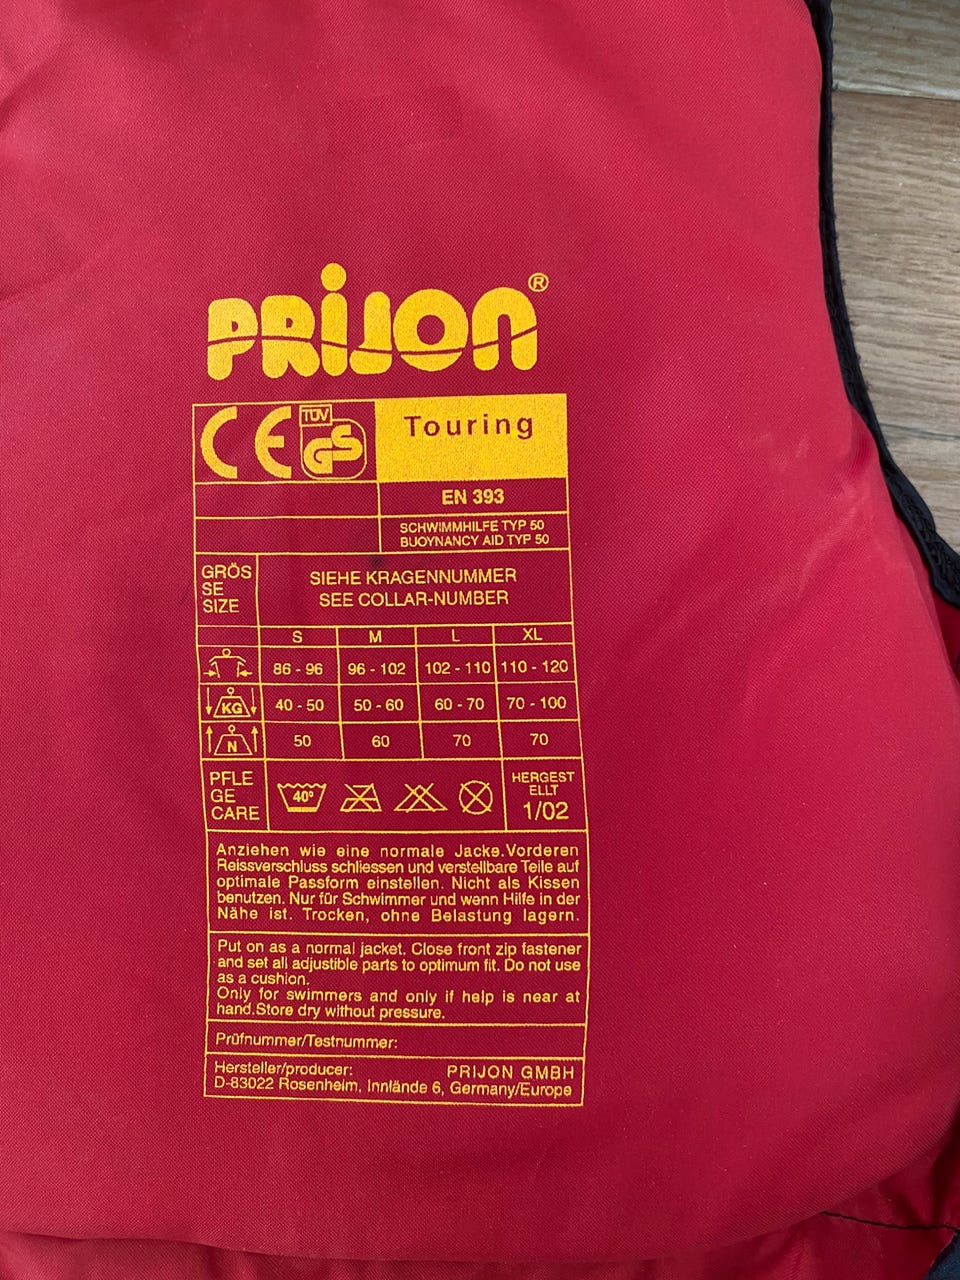 PRIJON®
CE TÜV GS Touring
EN 393
SCHWIMMHILFE TYP 50
BUOYNANCY AID TYP 50
GRÖS
SE
SIZE
SIEHE KRAGENNUMMER
SEE COLLAR-NUMBER
S M L XL
86 - 96 96 - 102 102 - 110 110 - 120
KG 40 - 50 50 - 60 60 - 70 70 - 100
N 50 60 70 70
PFLE
GE
CARE
40°
HERGEST
ELLT
1/02
Anziehen wie eine normale Jacke.Vorderen
Reissverschluss schliessen und verstellbare Teile auf
optimale Passform einstellen. Nicht als Kissen
benutzen. Nur für Schwimmer und wenn Hilfe in der
Nähe ist. Trocken, ohne Belastung lagern.
Put on as a normal jacket. Close front zip fastener
and set all adjustible parts to optimum fit. Do not use
as a cushion.
Only for swimmers and only if help is near at
hand.Store dry without pressure.
Prüfnummer/Testnummer:
Hersteller/producer: PRIJON GMBH
D-83022 Rosenheim, Innlände 6, Germany/Europe